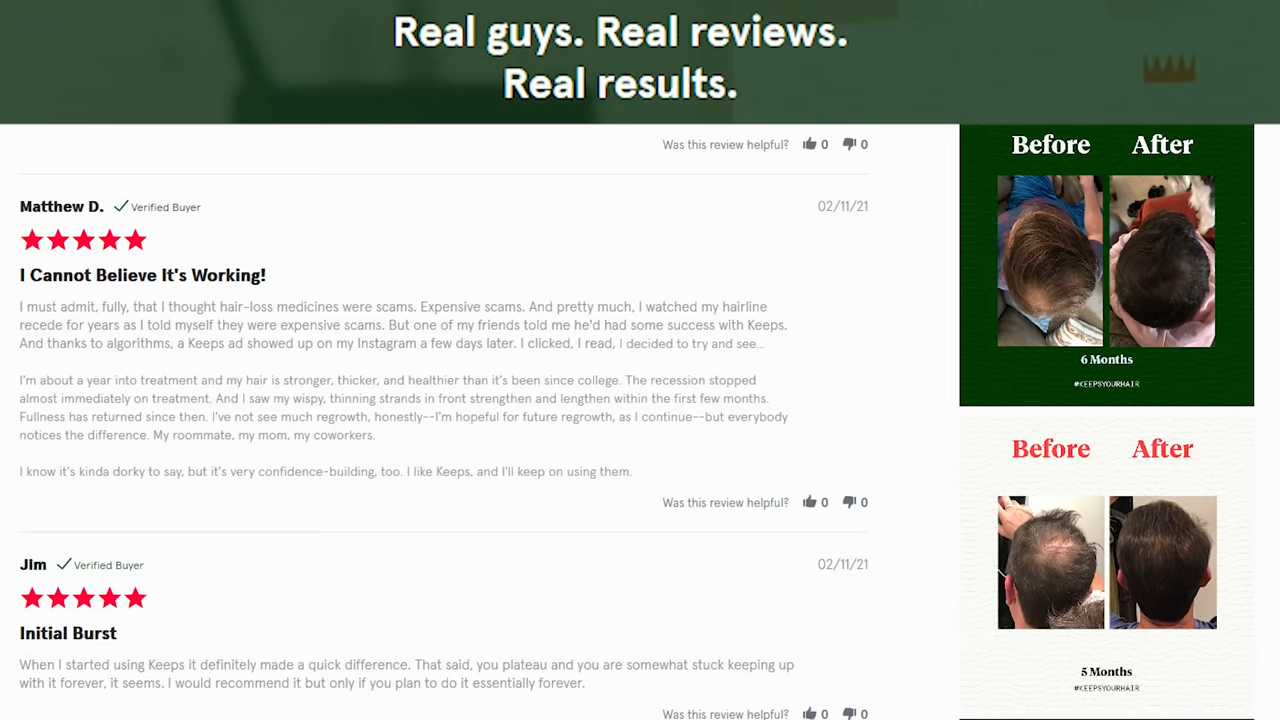 Real guys. Real reviews.
Real results.
Was this review helpful? 0 0
Matthew D. Verified Buyer 02/11/21
I Cannot Believe It's Working!
I must admit, fully, that I thought hair-loss medicines were scams. Expensive scams. And pretty much, I watched my hairline
recede for years as I told myself they were expensive scams. But one of my friends told me he'd had some success with Keeps.
And thanks to algorithms, a Keeps ad showed up on my Instagram a few days later. I clicked, I read, I decided to try and see...
I'm about a year into treatment and my hair is stronger, thicker, and healthier than it's been since college. The recession stopped
almost immediately on treatment. And I saw my wispy, thinning strands in front strengthen and lengthen within the first few months.
Fullness has returned since then. I've not see much regrowth, honestly--I'm hopeful for future regrowth, as I continue--but everybody
notices the difference. My roommate, my mom, my coworkers.
I know it's kinda dorky to say, but it's very confidence-building, too. I like Keeps, and I'll keep on using them.
Was this review helpful? 0 0
Jim Verified Buyer 02/11/21
Initial Burst
When I started using Keeps it definitely made a quick difference. That said, you plateau and you are somewhat stuck keeping up
with it forever, it seems. I would recommend it but only if you plan to do it essentially forever.
Was this review helpful? 0 0
Before After
6 Months
#KEEPSYOURHAIR
Before After
5 Months
#KEEPSYOURHAIR